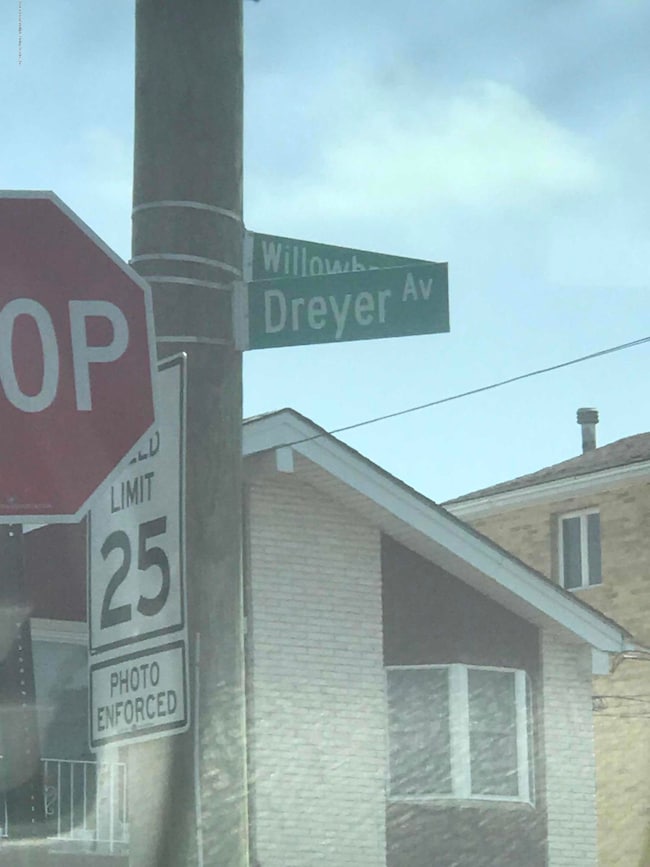 Dreyer Av
OP
LIMIT
25
PHOTO
ENFORCED